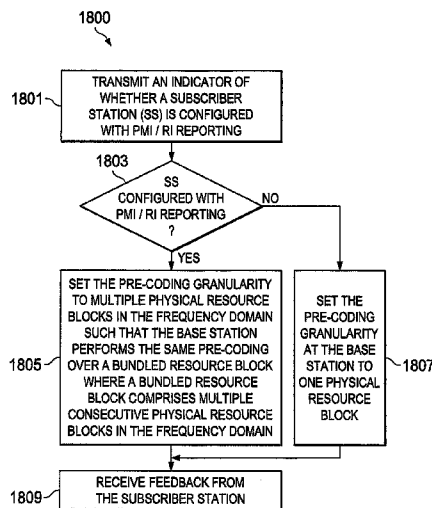 1800
1801
TRANSMIT AN INDICATOR OF
WHETHER A SUBSCRIBER
STATION (SS) IS CONFIGURED
WITH PMI / RI REPORTING
1803
SS
CONFIGURED WITH
PMI / RI REPORTING
?
NO
YES
1805
SET THE PRE-CODING GRANULARITY
TO MULTIPLE PHYSICAL RESOURCE
BLOCKS IN THE FREQUENCY DOMAIN
SUCH THAT THE BASE STATION
PERFORMS THE SAME PRE-CODING
OVER A BUNDLED RESOURCE BLOCK
WHERE A BUNDLED RESOURCE
BLOCK COMPRISES MULTIPLE
CONSECUTIVE PHYSICAL RESOURCE
BLOCKS IN THE FREQUENCY DOMAIN
SET THE
PRE-CODING
GRANULARITY
AT THE BASE
STATION TO ONE
PHYSICAL
RESOURCE
BLOCK
1807
1809
RECEIVE FEEDBACK FROM
THE SUBSCRIBER STATION